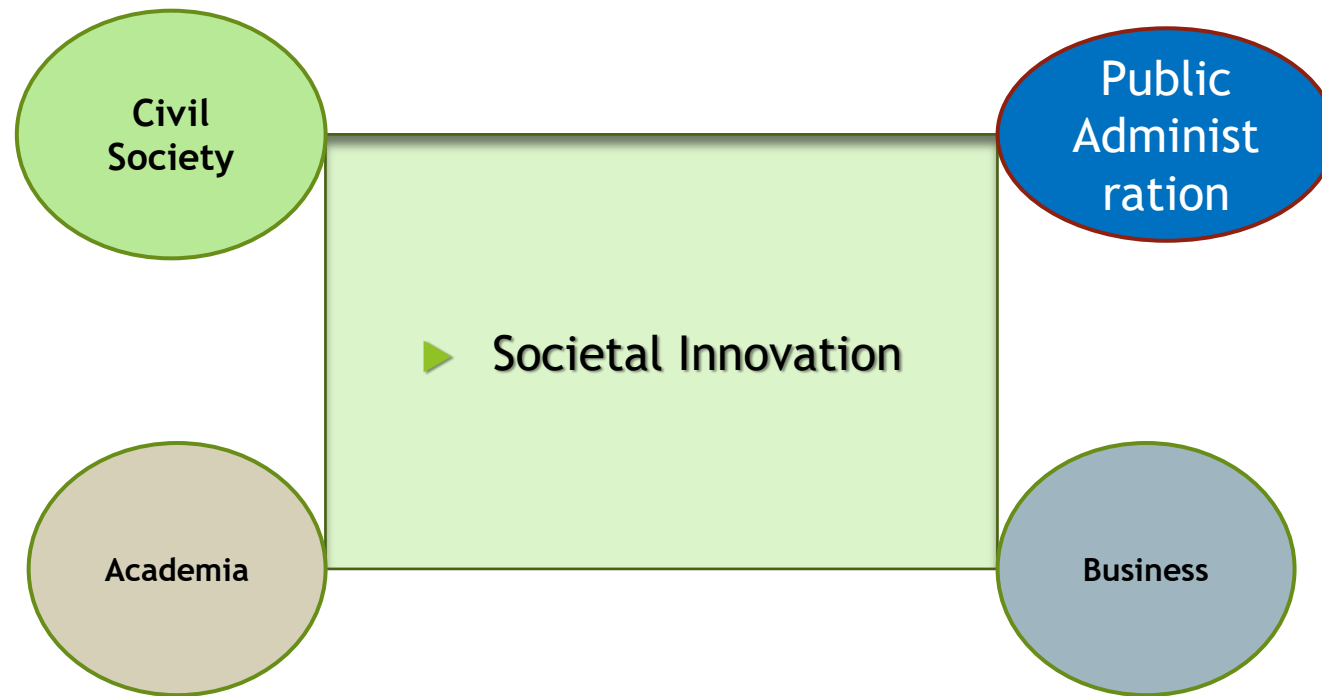 Civil
Society
Public
Administ
ration
Societal Innovation
Academia
Business